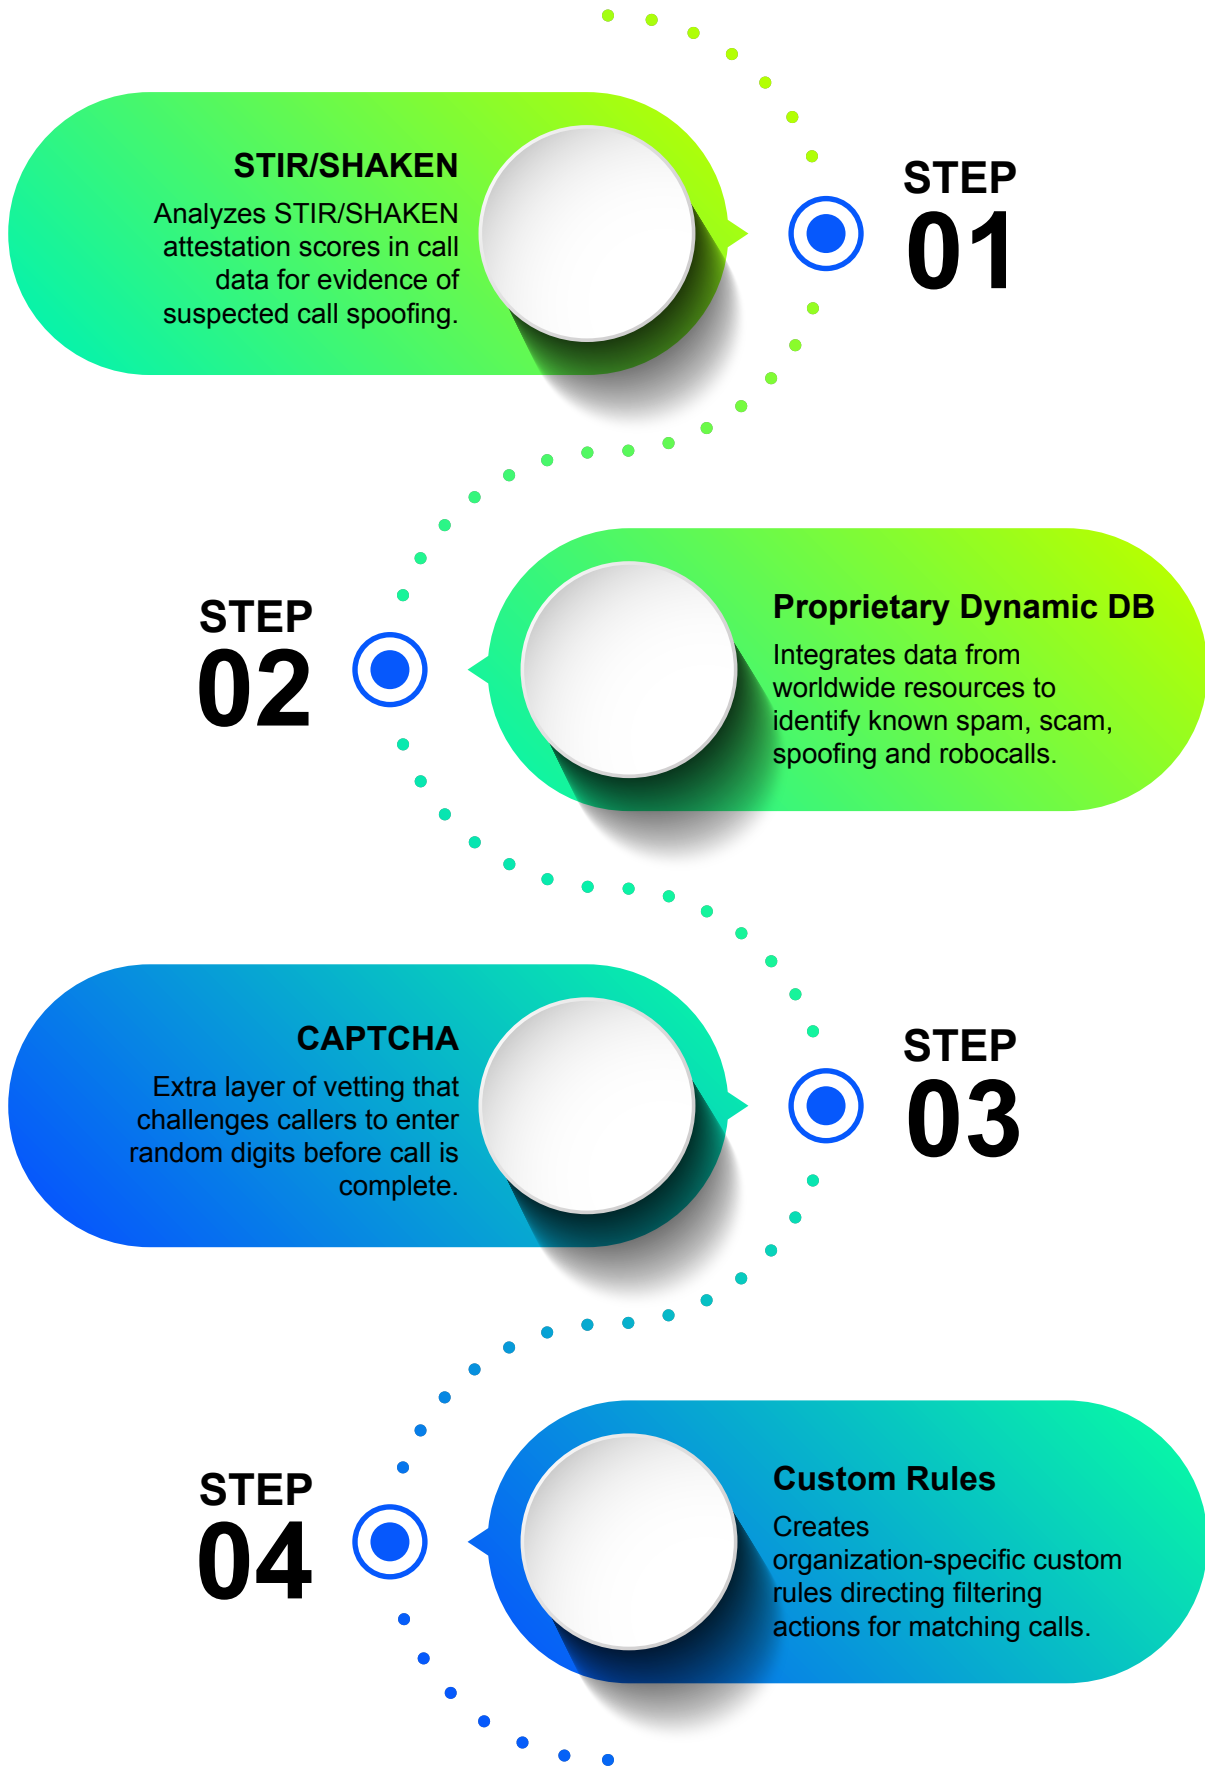 STIR/SHAKEN
Analyzes STIR/SHAKEN
attestation scores in call
data for evidence of
suspected call spoofing.
STEP
01
STEP
02
Proprietary Dynamic DB
Integrates data from
worldwide resources to
identify known spam, scam,
spoofing and robocalls.
CAPTCHA
Extra layer of vetting that
challenges callers to enter
random digits before call is
complete.
STEP
03
STEP
04
Custom Rules
Creates
organization-specific custom
rules directing filtering
actions for matching calls.